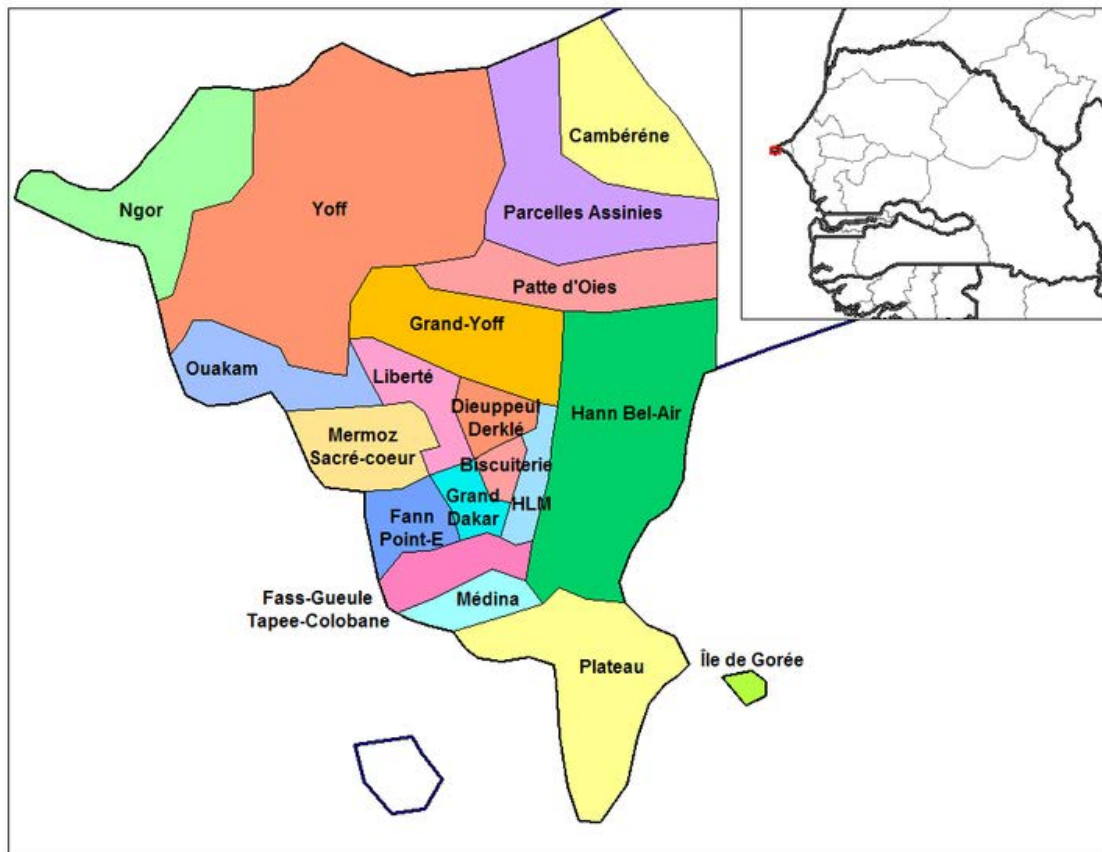 Cambéréne
Ngor
Yoff
Parcelles Assinies
Patte d'Oies
Grand-Yoff
Ouakam
Liberté
Dieuppeul
Derklé
Hann Bel-Air
Mermoz
Sacré-coeur
Biscuiterie
Grand
Dakar
HLM
Fann
Point-E
Fass-Gueule
Tapee-Colobane
Médina
Plateau
Île de Gorée